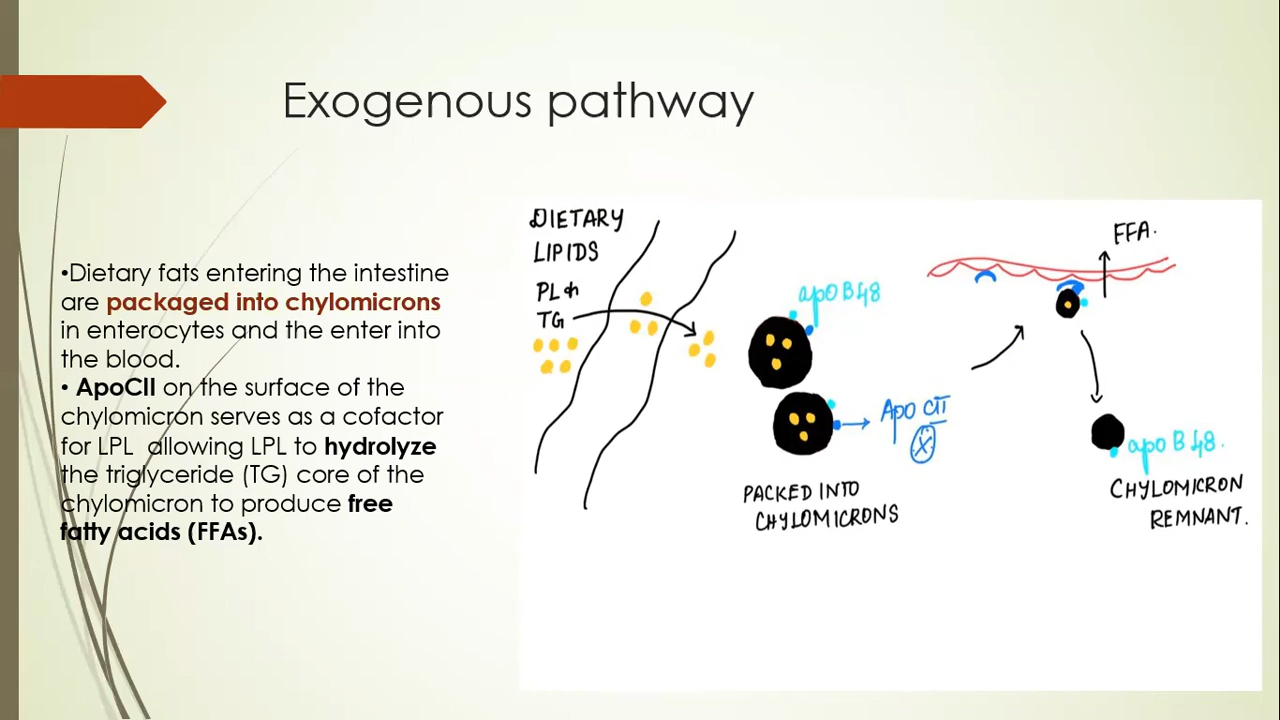 Exogenous pathway
•Dietary fats entering the intestine
are packaged into chylomicrons
in enterocytes and the enter into
the blood.
• ApoCII on the surface of the
chylomicron serves as a cofactor
for LPL allowing LPL to hydrolyze
the triglyceride (TG) core of the
chylomicron to produce free
fatty acids (FFAs).
DIETARY
LIPIDS
PL
TG
apo B48
Apo CII
X
PACKED INTO
CHYLOMICRONS
FFA.
apo B48.
CHYLOMICRON
REMNANT.